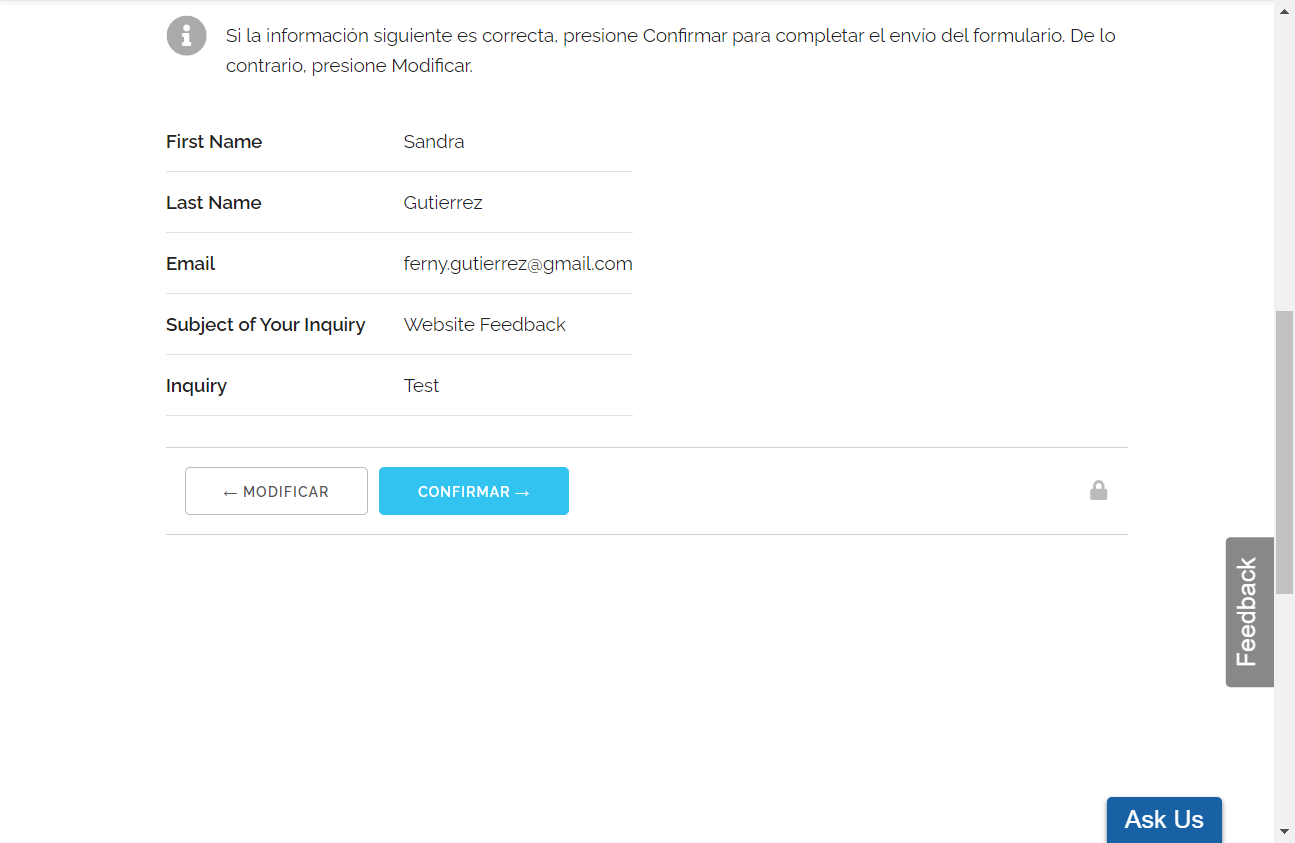 Si la información siguiente es correcta, presione Confirmar para completar el envío del formulario. De lo
contrario, presione Modificar.
First Name Sandra
Last Name Gutierrez
Email ferny.gutierrez@gmail.com
Subject of Your Inquiry Website Feedback
Inquiry Test
← MODIFICAR CONFIRMAR →
Feedback
Ask Us